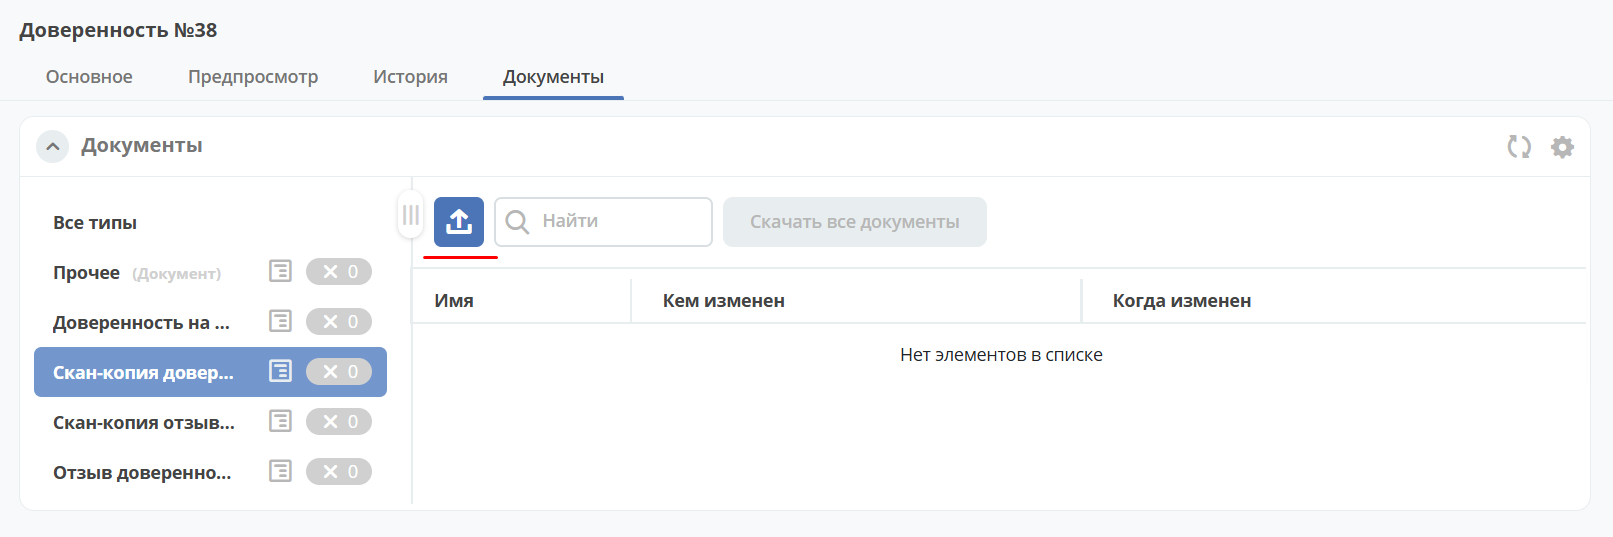 Доверенность №38
Основное Предпросмотр История Документы
Документы
Все типы
Прочее (Документ) 0
Доверенность на ... 0
Скан-копия довер... 0
Скан-копия отзыв... 0
Отзыв доверенно... 0
Найти Скачать все документы
Имя Кем изменен Когда изменен
Нет элементов в списке